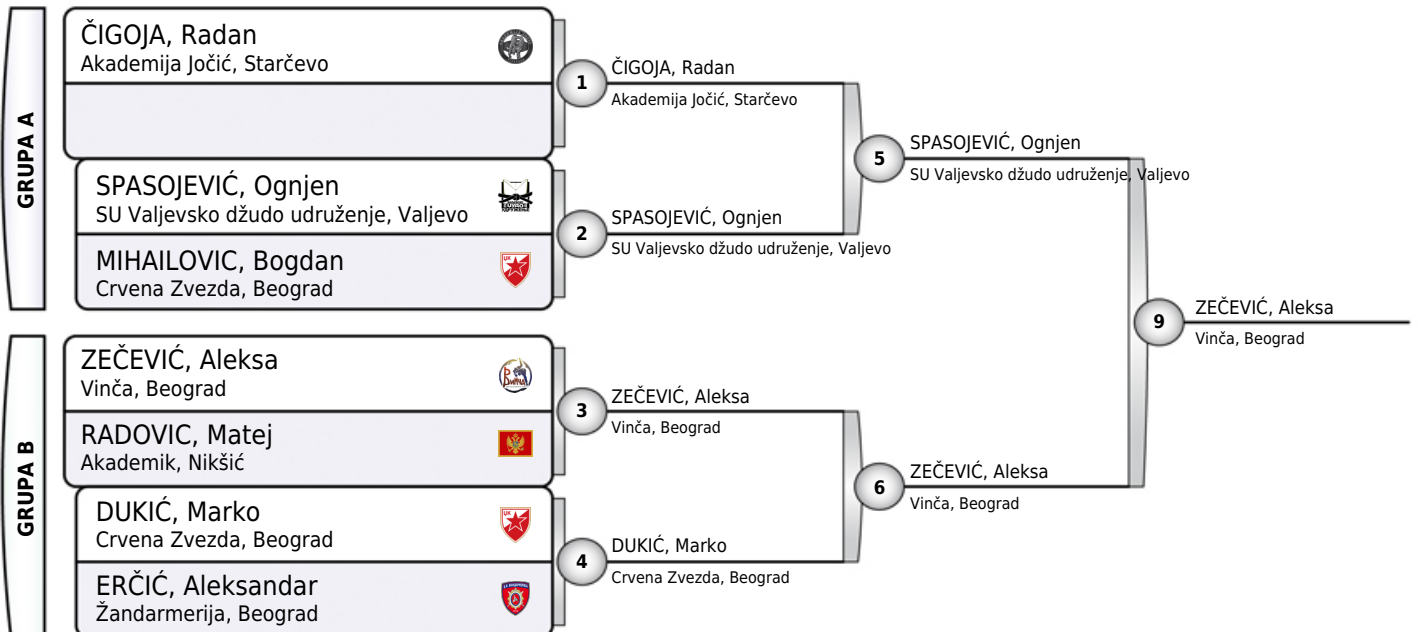 GRUPA A
ČIGOJA, Radan
Akademija Jočić, Starčevo
SPASOJEVIĆ, Ognjen
SU Valjevsko džudo udruženje, Valjevo
MIHAILOVIC, Bogdan
Crvena Zvezda, Beograd
GRUPA B
ZEČEVIĆ, Aleksa
Vinča, Beograd
RADOVIC, Matej
Akademik, Nikšić
DUKIĆ, Marko
Crvena Zvezda, Beograd
ERČIĆ, Aleksandar
Žandarmerija, Beograd
1
ČIGOJA, Radan
Akademija Jočić, Starčevo
2
SPASOJEVIĆ, Ognjen
SU Valjevsko džudo udruženje, Valjevo
3
ZEČEVIĆ, Aleksa
Vinča, Beograd
4
DUKIĆ, Marko
Crvena Zvezda, Beograd
5
SPASOJEVIĆ, Ognjen
SU Valjevsko džudo udruženje, Valjevo
6
ZEČEVIĆ, Aleksa
Vinča, Beograd
9
ZEČEVIĆ, Aleksa
Vinča, Beograd